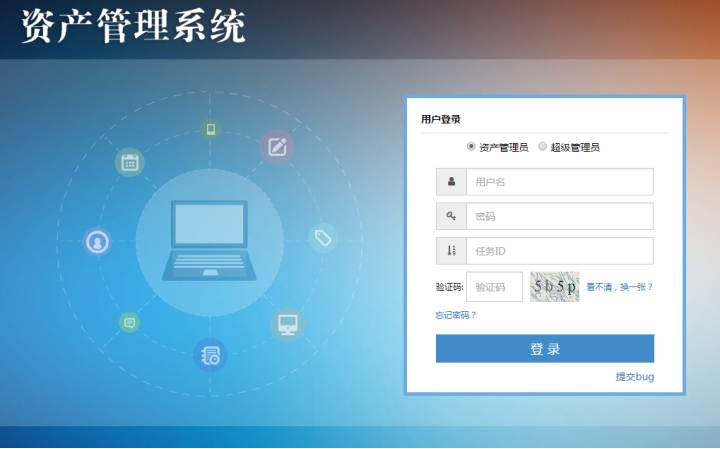 资产管理系统
用户登录
资产管理员 超级管理员
用户名
密码
任务ID
验证码: 验证码 5b5p 看不清，换一张？
忘记密码？
登 录
提交bug